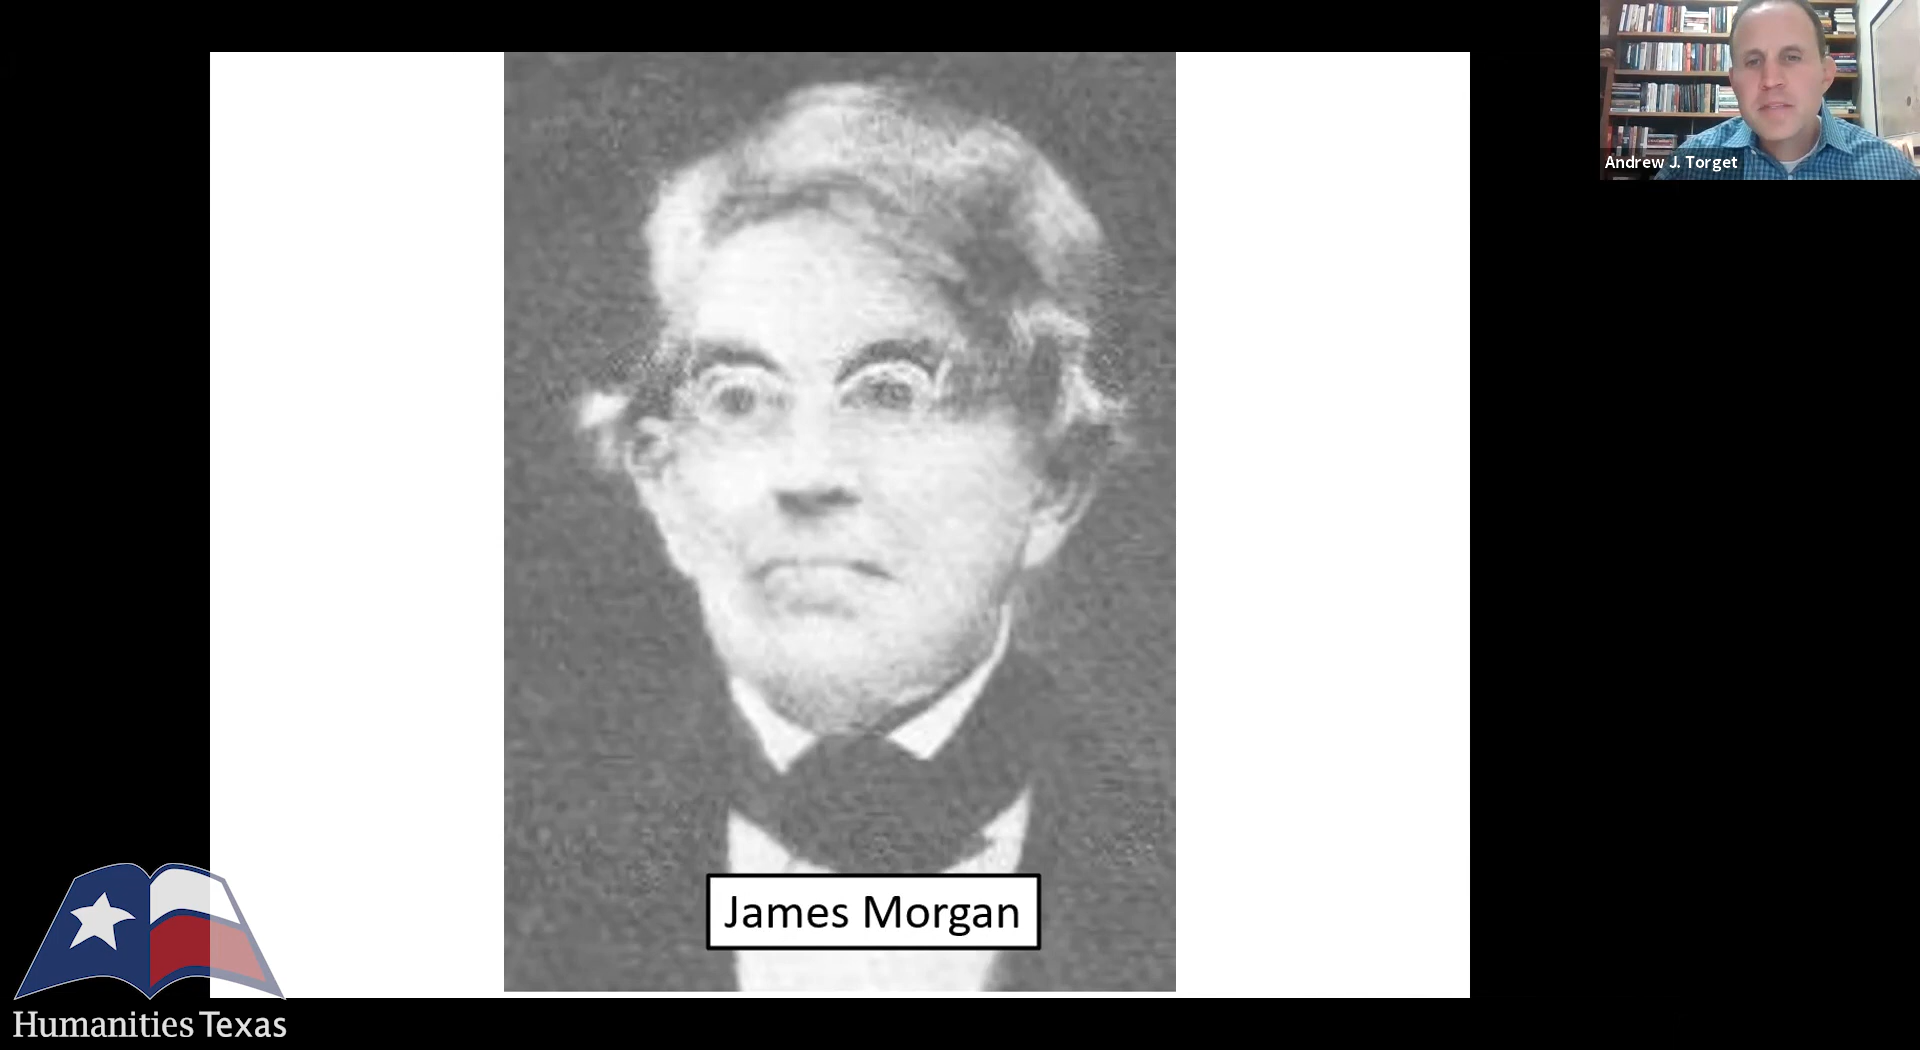 Andrew J. Torget
James Morgan
Humanities Texas